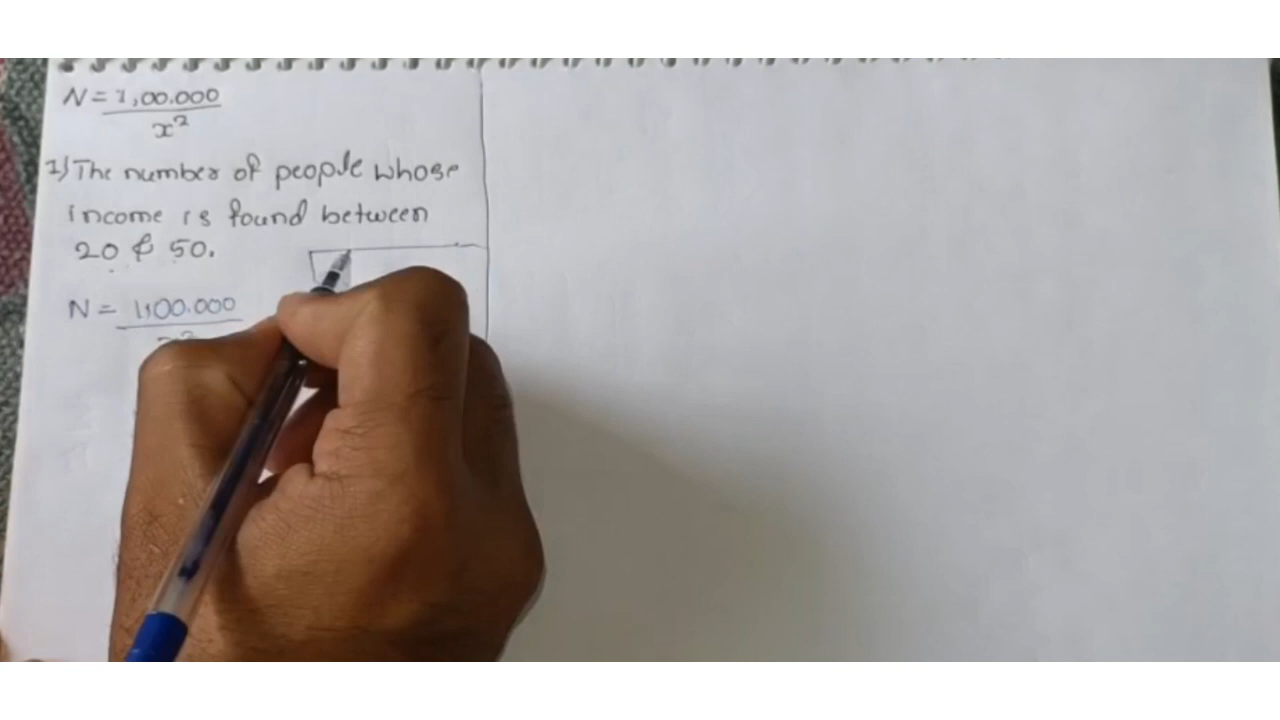 N = 1,00.000
x²
1) The number of people whose
income is found between
20 & 50.
N = 1,00.000